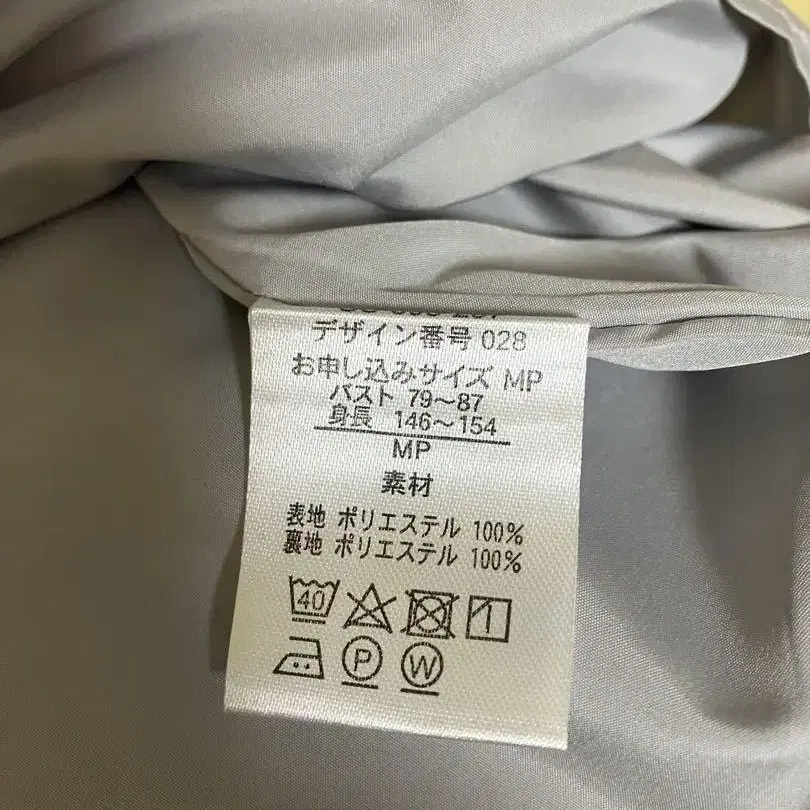 デザイン番号 028
お申し込みサイズ MP
バスト 79〜87
身長 146〜154
MP
素材
表地 ポリエステル 100%
裏地 ポリエステル 100%
40
P
W